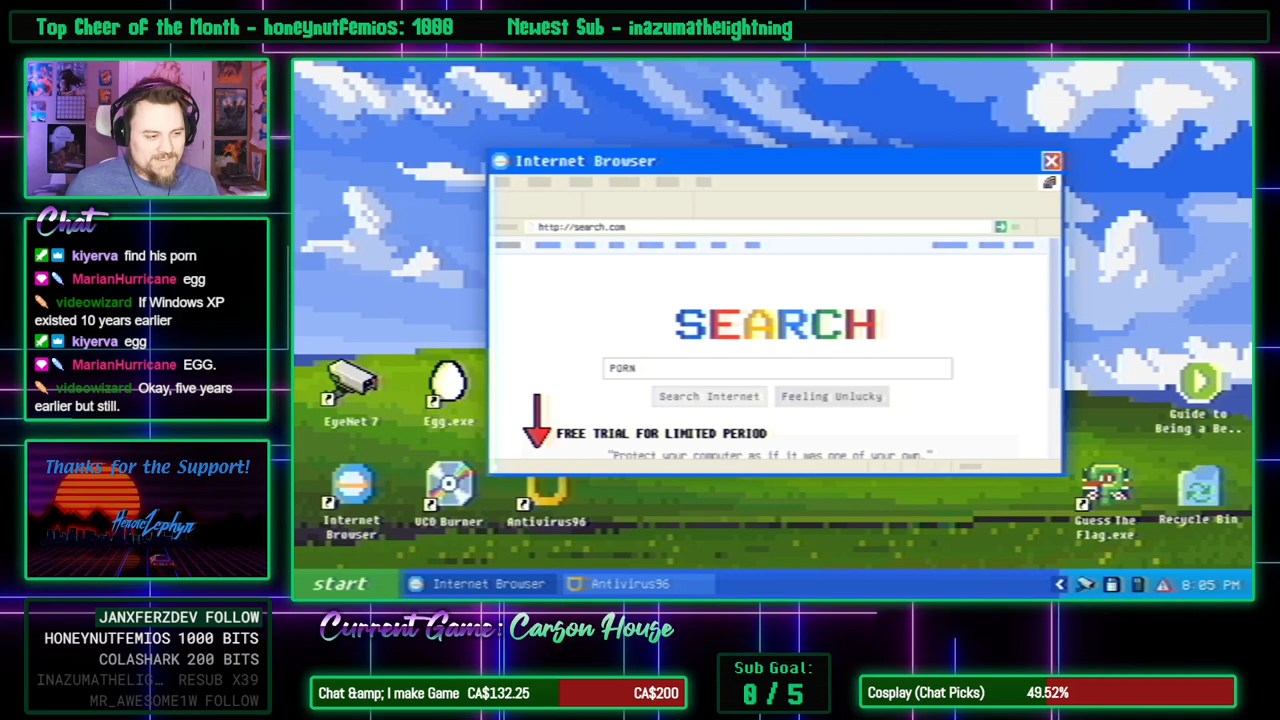 Top Cheer of the Month - honeynutfemios: 1000
Newest Sub - inazumathelightning
Chat
kiyerva find his porn
MarianHurricane egg
videowizard If Windows XP
existed 10 years earlier
kiyerva egg
MarianHurricane EGG.
videowizard Okay, five years
earlier but still.
Thanks for the Support!
HeroicZephyr
JANXFERZDEV FOLLOW
HONEYNUTFEMIOS 1000 BITS
COLASHARK 200 BITS
INAZUMATHELIG... RESUB X39
MR_AWESOME1W FOLLOW
Internet Browser
http://search.com
SEARCH
PORN
Search Internet
Feeling Unlucky
FREE TRIAL FOR LIMITED PERIOD
"Protect your computer as if it was one of your own."
EyeNet 7
Egg.exe
Guide to
Being a Be..
Internet
Browser
VCD Burner
Antivirus96
Guess The
Flag.exe
Recycle Bin
start
Internet Browser
Antivirus96
8:05 PM
Current Game: Carson House
Chat &amp; I make Game CA$132.25 CA$200
Sub Goal:
0 / 5
Cosplay (Chat Picks) 49.52%